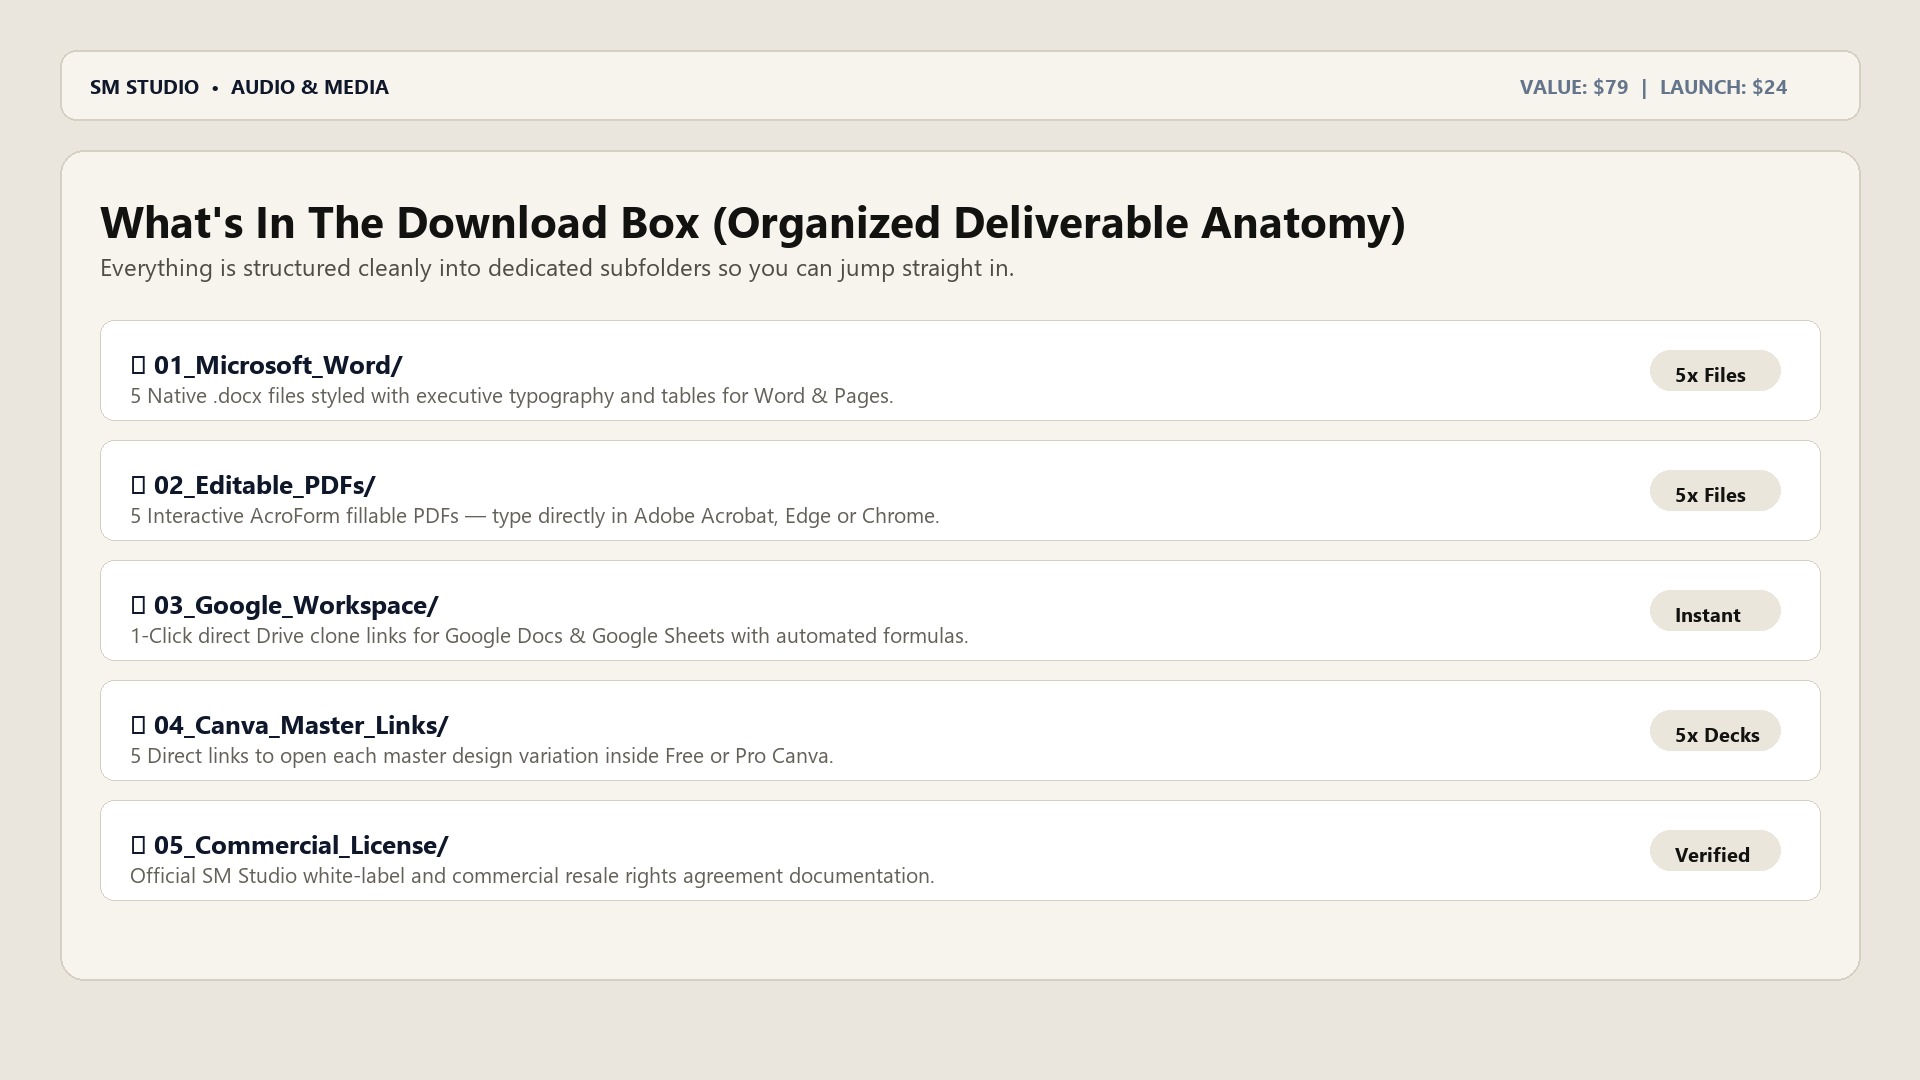 SM STUDIO • AUDIO & MEDIA
VALUE: $79 | LAUNCH: $24
What's In The Download Box (Organized Deliverable Anatomy)
Everything is structured cleanly into dedicated subfolders so you can jump straight in.
01_Microsoft_Word/
5 Native .docx files styled with executive typography and tables for Word & Pages.
5x Files
02_Editable_PDFs/
5 Interactive AcroForm fillable PDFs — type directly in Adobe Acrobat, Edge or Chrome.
5x Files
03_Google_Workspace/
1-Click direct Drive clone links for Google Docs & Google Sheets with automated formulas.
Instant
04_Canva_Master_Links/
5 Direct links to open each master design variation inside Free or Pro Canva.
5x Decks
05_Commercial_License/
Official SM Studio white-label and commercial resale rights agreement documentation.
Verified